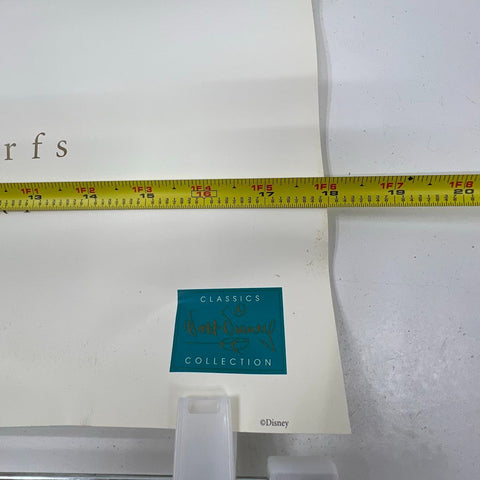 rfs
1F1 1F2 1F3 1F4 1F5 1F6 1F7 1F8
13 14 15 16 17 18 19 20
CLASSICS
Walt Disney
COLLECTION
©Disney